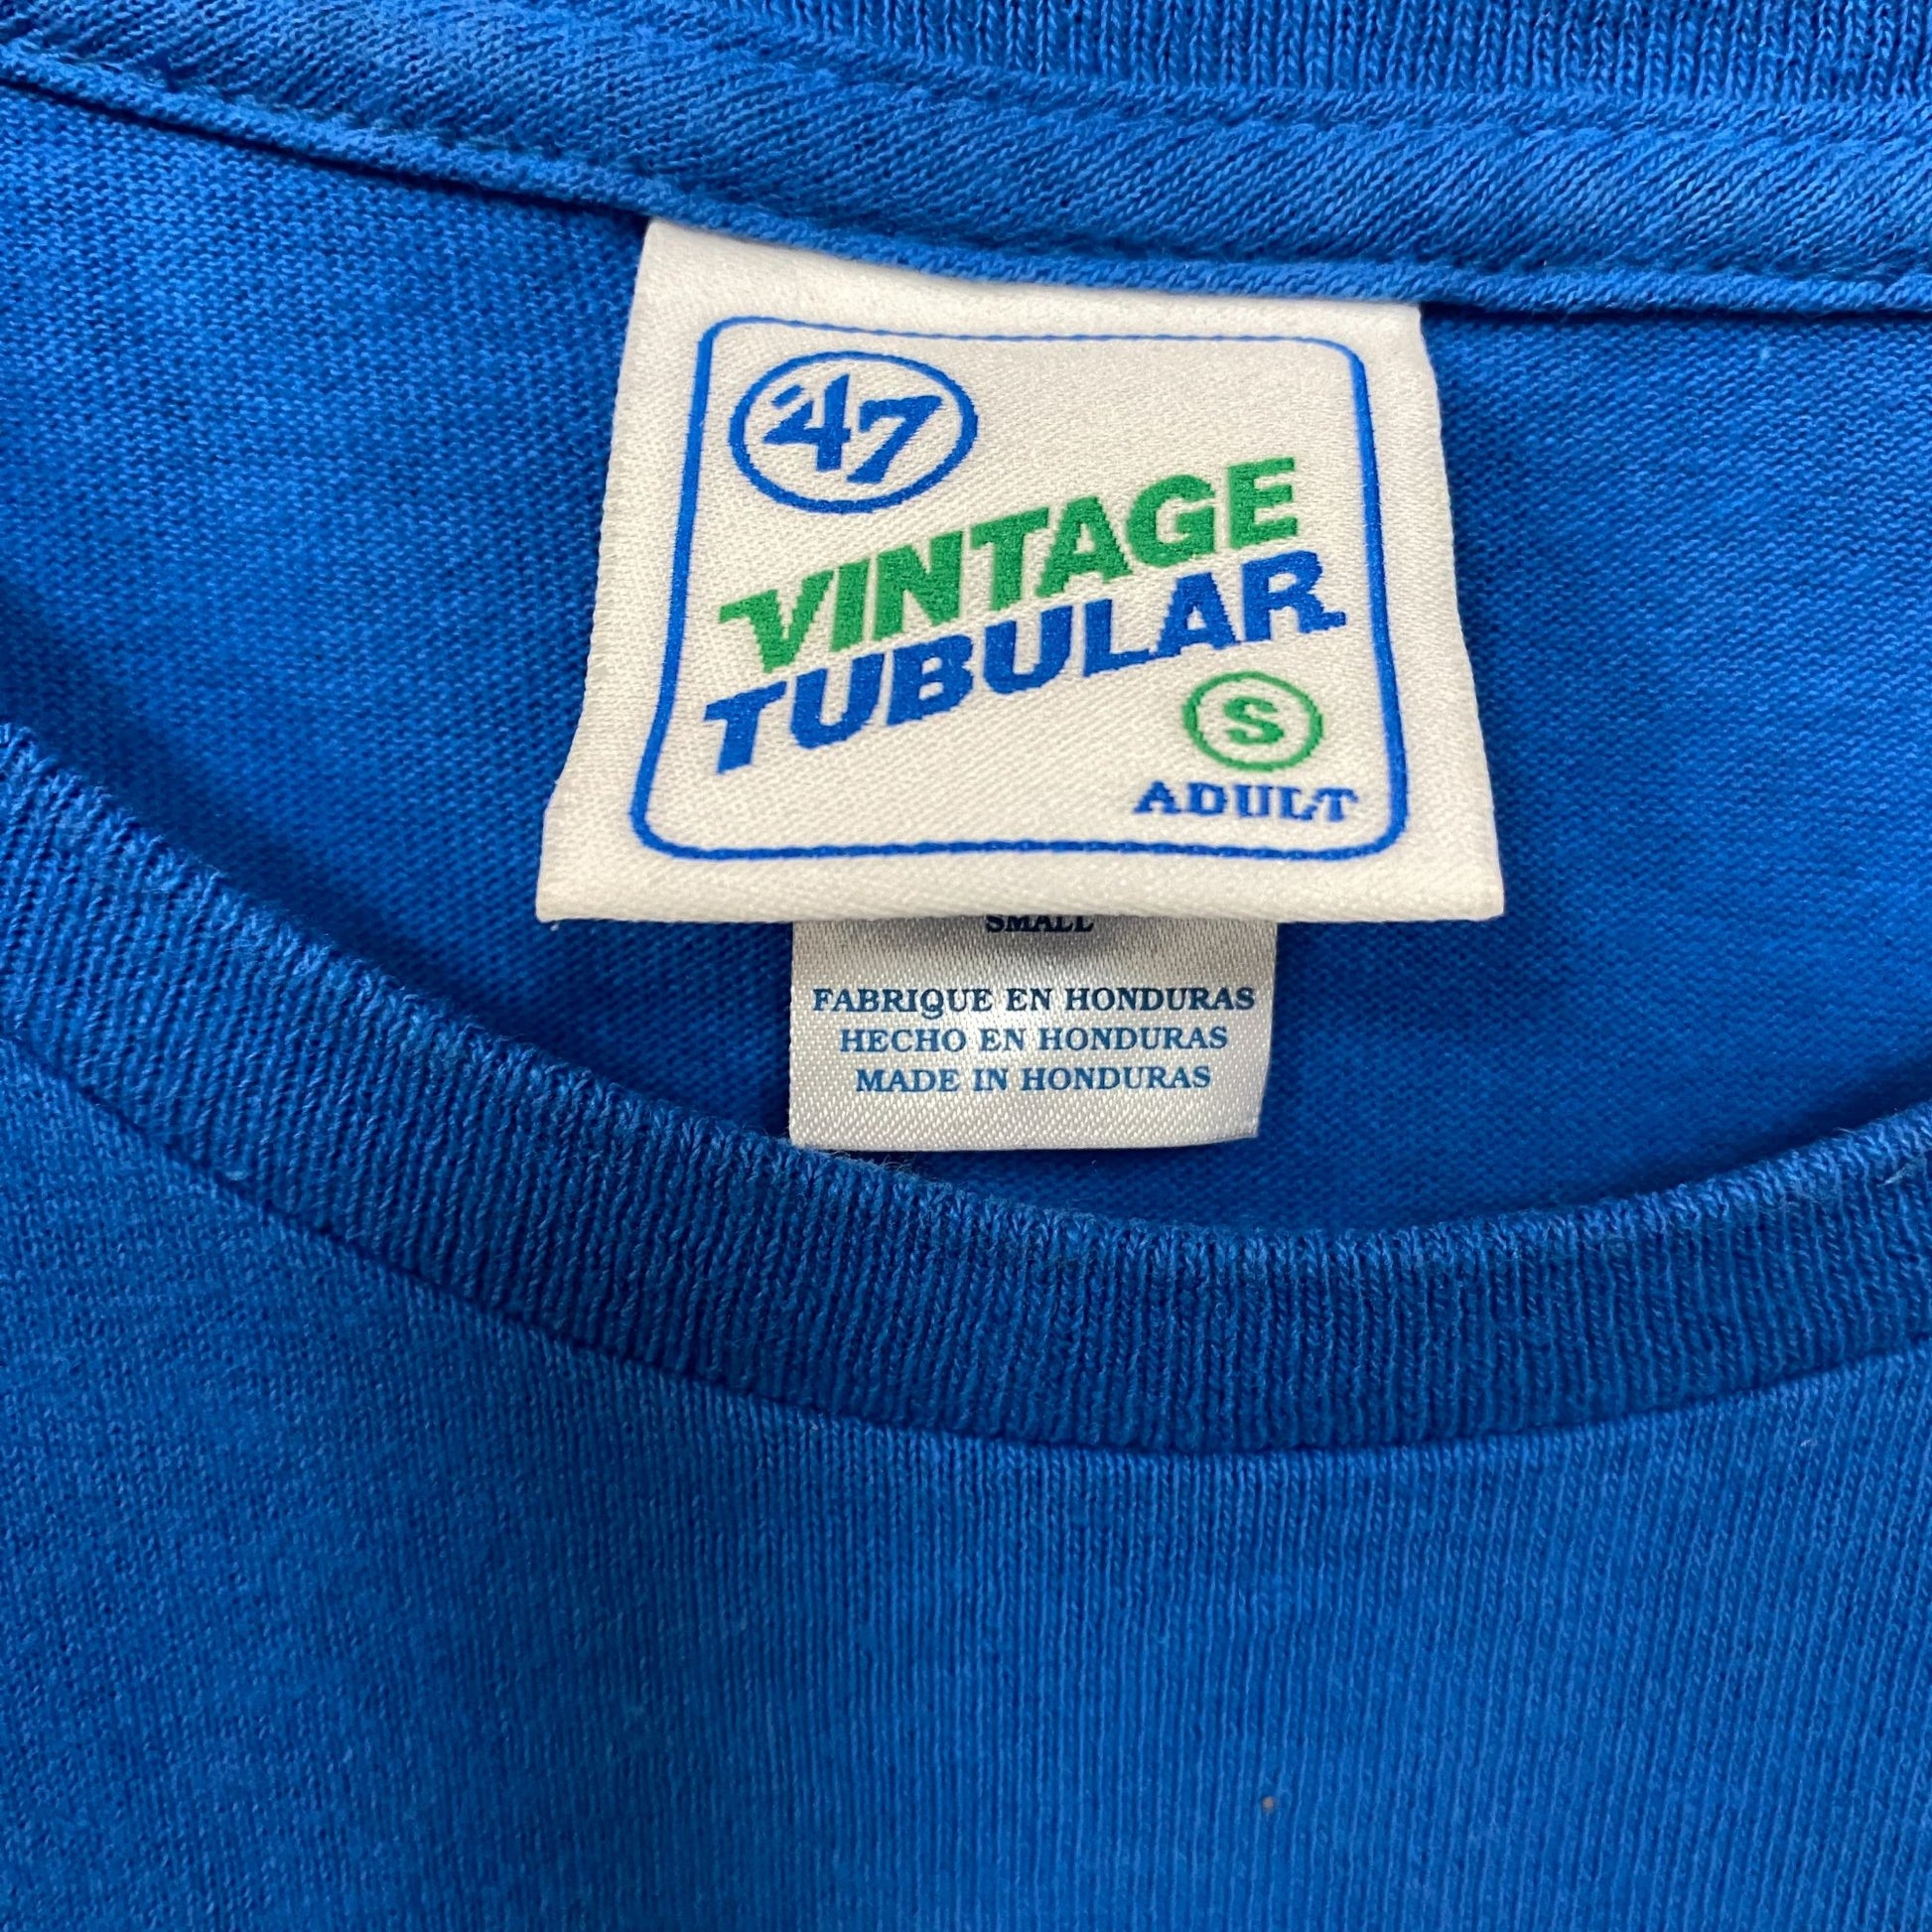 '47
VINTAGE
TUBULAR
S
ADULT
SMALL
FABRIQUE EN HONDURAS
HECHO EN HONDURAS
MADE IN HONDURAS